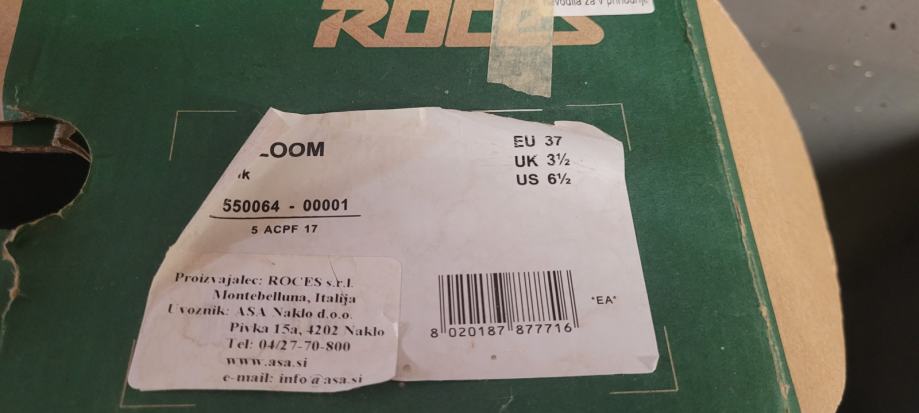 ROCES
vodila za v prihodnje
LOOM
EU 37
UK 3½
k
US 6½
550064 - 00001
5 ACPF 17
Proizvajalec: ROCES s.r.l.
Montebelluna, Italija
Uvoznik: ASA Naklo d.o.o.
Pivka 15a, 4202 Naklo
Tel: 04/27-70-800
www.asa.si
e-mail: info@asa.si
*EA*
8 020187 877716